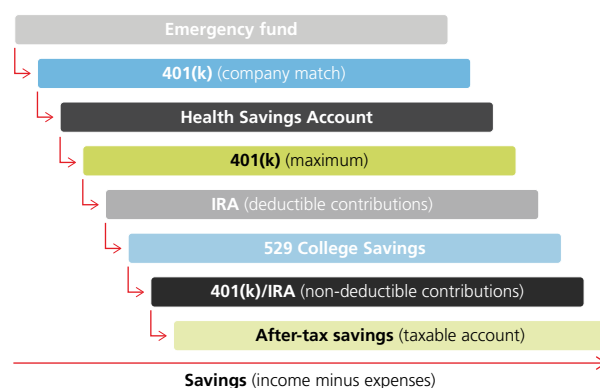 Emergency fund
401(k) (company match)
Health Savings Account
401(k) (maximum)
IRA (deductible contributions)
529 College Savings
401(k)/IRA (non-deductible contributions)
After-tax savings (taxable account)
Savings (income minus expenses)